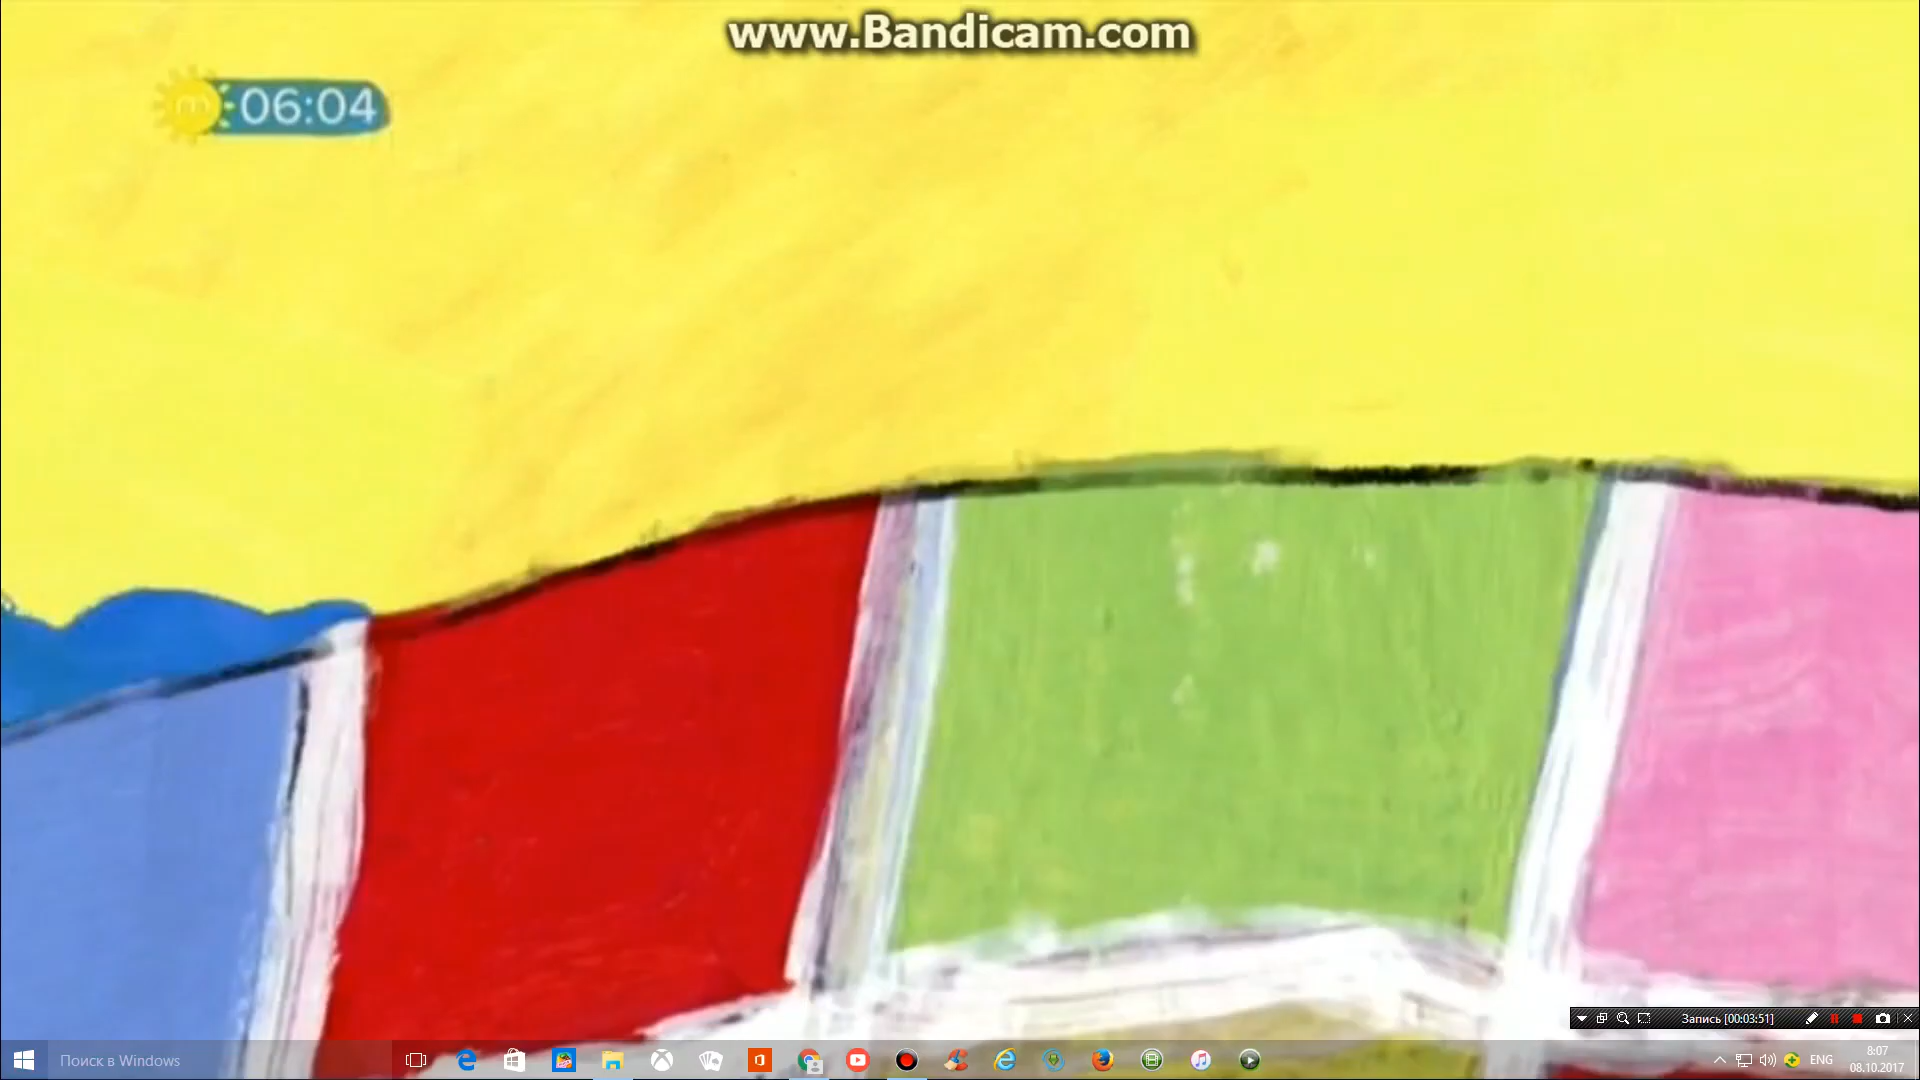 www.Bandicam.com
m 06:04
Запись [00:03:51]
Поиск в Windows
ENG
8:07
08.10.2017